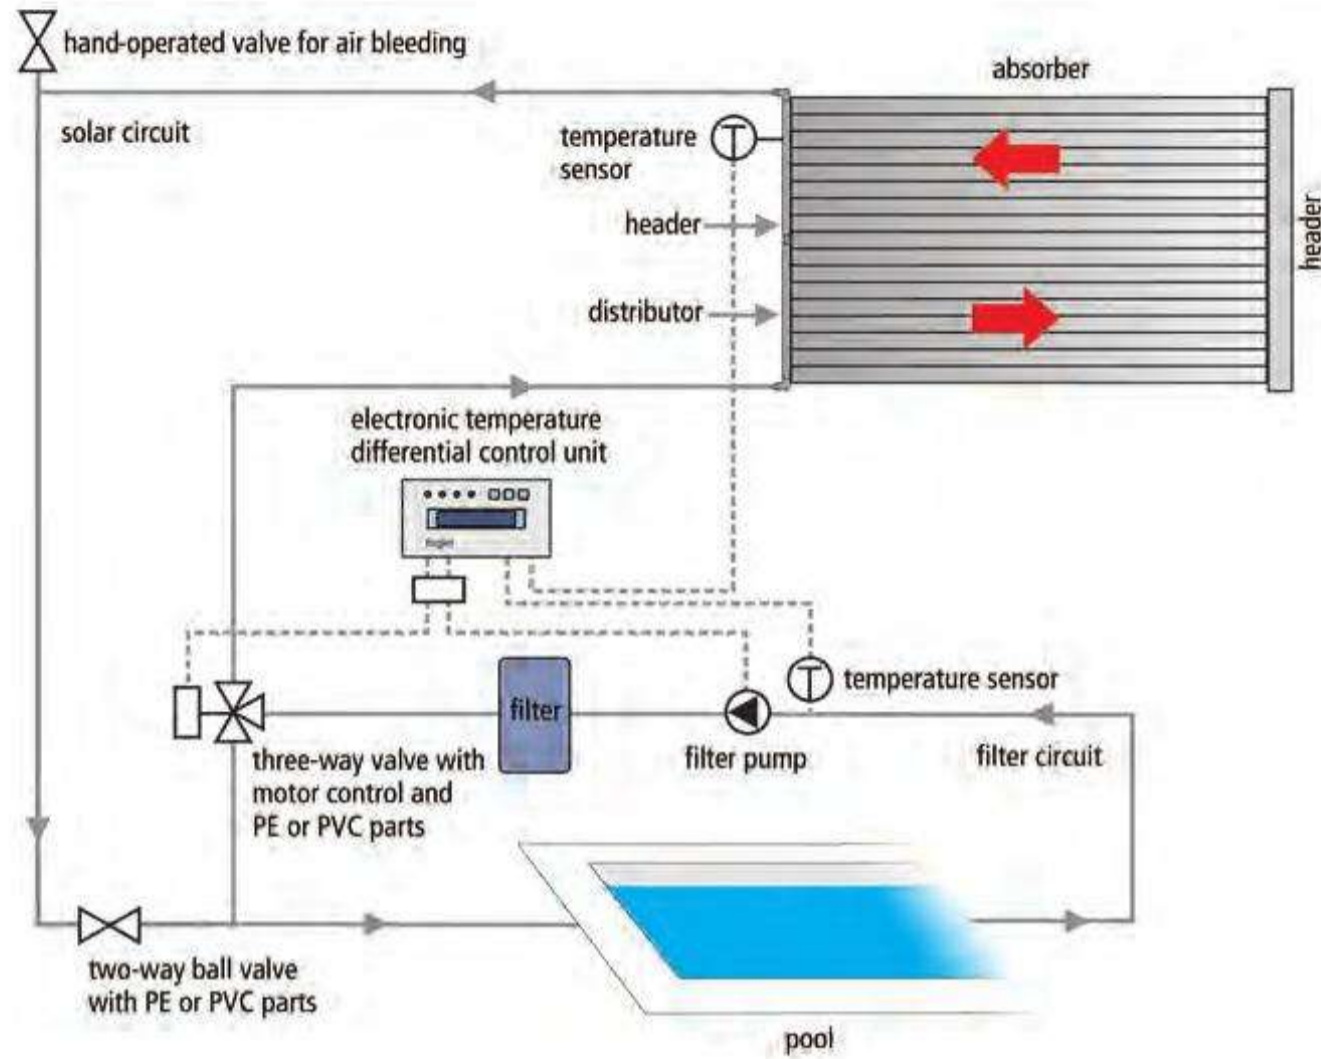 hand-operated valve for air bleeding
absorber
solar circuit
temperature
sensor
header
header
distributor
electronic temperature
differential control unit
filter
temperature sensor
filter pump
filter circuit
three-way valve with
motor control and
PE or PVC parts
two-way ball valve
with PE or PVC parts
pool